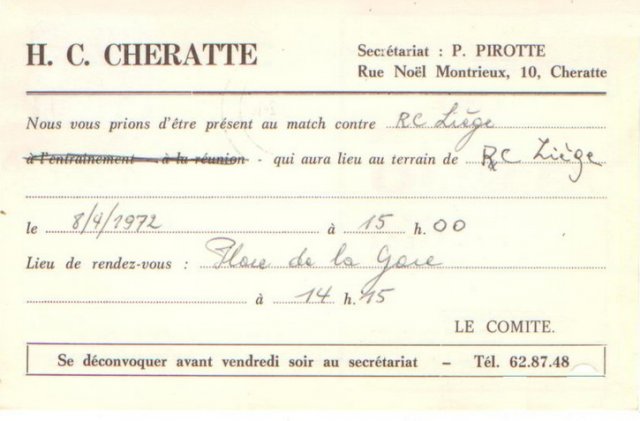 H. C. CHERATTE
Secrétariat : P. PIROTTE
Rue Noël Montrieux, 10, Cheratte
Nous vous prions d'être présent au match contre RC Liège
à l'entrainement - à la réunion - qui aura lieu au terrain de RC Liège
le 8/4/1972 à 15 h. 00
Lieu de rendez-vous : Place de la Gare
à 14 h. 15
LE COMITE.
Se déconvoquer avant vendredi soir au secrétariat – Tél. 62.87.48